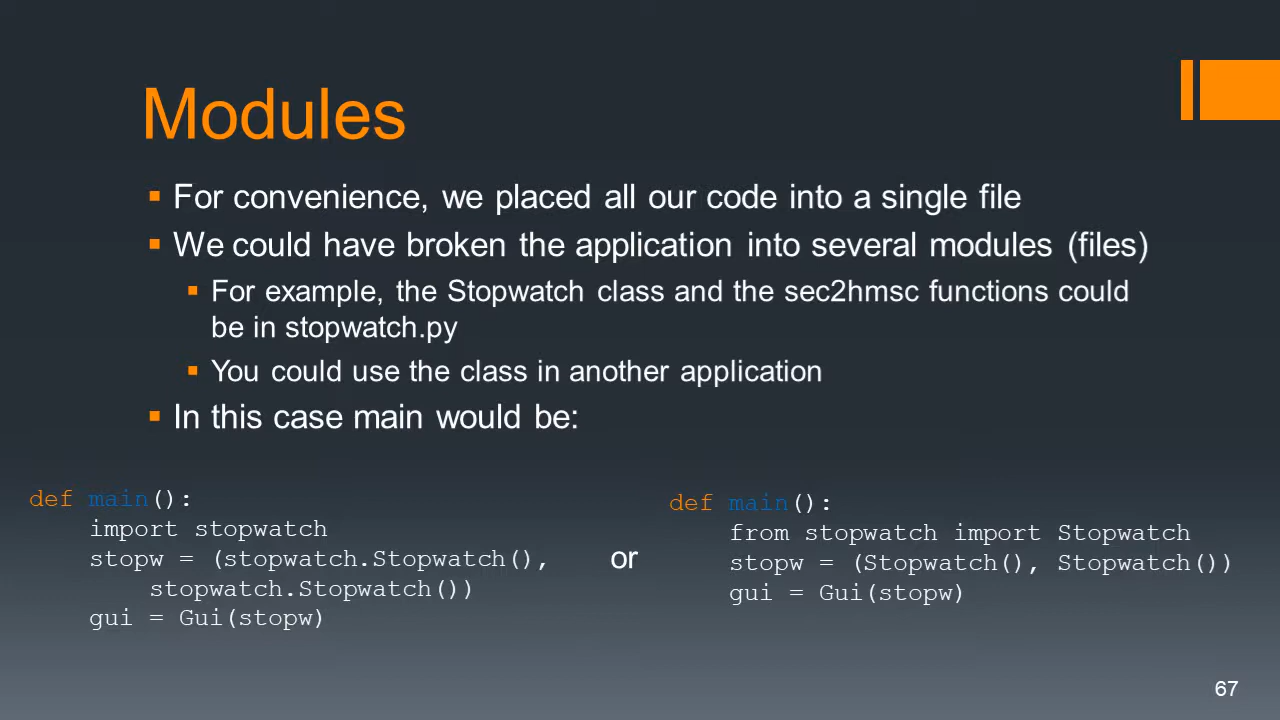 Modules
▪ For convenience, we placed all our code into a single file
▪ We could have broken the application into several modules (files)
▪ For example, the Stopwatch class and the sec2hmsc functions could
be in stopwatch.py
▪ You could use the class in another application
▪ In this case main would be:
def main():
    import stopwatch
    stopw = (stopwatch.Stopwatch(),
        stopwatch.Stopwatch())
    gui = Gui(stopw)
or
def main():
    from stopwatch import Stopwatch
    stopw = (Stopwatch(), Stopwatch())
    gui = Gui(stopw)
67